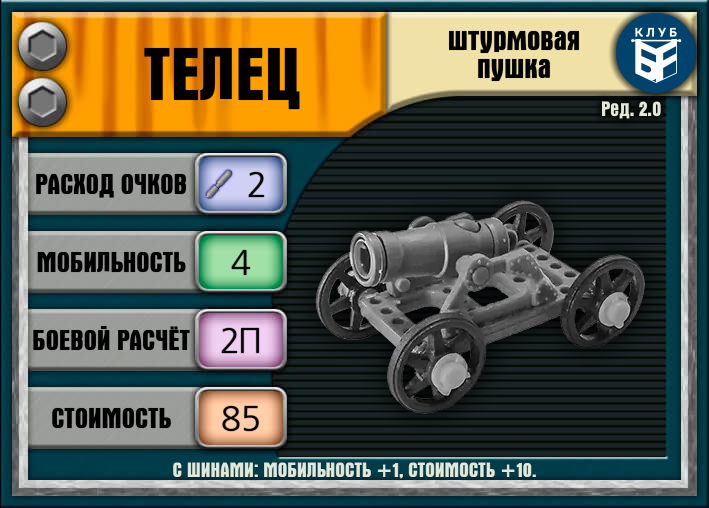 ТЕЛЕЦ
ШТУРМОВАЯ
ПУШКА
КЛУБ
Ред. 2.0
РАСХОД ОЧКОВ 2
МОБИЛЬНОСТЬ 4
БОЕВОЙ РАСЧЁТ 2П
СТОИМОСТЬ 85
С ШИНАМИ: МОБИЛЬНОСТЬ +1, СТОИМОСТЬ +10.